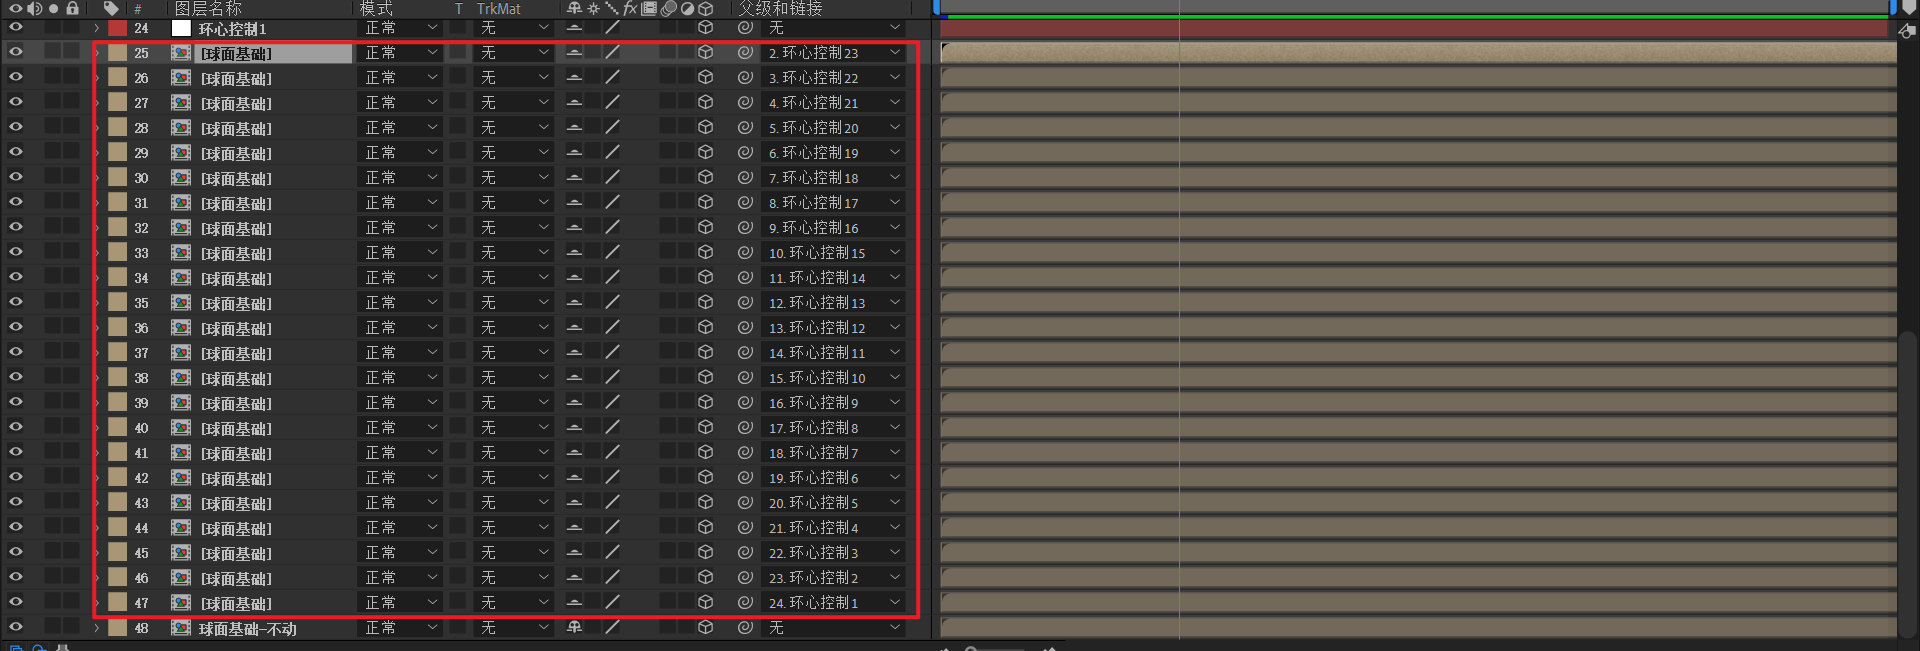 # 图层名称 模式 T TrkMat fx 父级和链接
24 环心控制1 正常 无 无
25 [球面基础] 正常 无 2. 环心控制23
26 [球面基础] 正常 无 3. 环心控制22
27 [球面基础] 正常 无 4. 环心控制21
28 [球面基础] 正常 无 5. 环心控制20
29 [球面基础] 正常 无 6. 环心控制19
30 [球面基础] 正常 无 7. 环心控制18
31 [球面基础] 正常 无 8. 环心控制17
32 [球面基础] 正常 无 9. 环心控制16
33 [球面基础] 正常 无 10. 环心控制15
34 [球面基础] 正常 无 11. 环心控制14
35 [球面基础] 正常 无 12. 环心控制13
36 [球面基础] 正常 无 13. 环心控制12
37 [球面基础] 正常 无 14. 环心控制11
38 [球面基础] 正常 无 15. 环心控制10
39 [球面基础] 正常 无 16. 环心控制9
40 [球面基础] 正常 无 17. 环心控制8
41 [球面基础] 正常 无 18. 环心控制7
42 [球面基础] 正常 无 19. 环心控制6
43 [球面基础] 正常 无 20. 环心控制5
44 [球面基础] 正常 无 21. 环心控制4
45 [球面基础] 正常 无 22. 环心控制3
46 [球面基础] 正常 无 23. 环心控制2
47 [球面基础] 正常 无 24. 环心控制1
48 球面基础-不动 正常 无 无